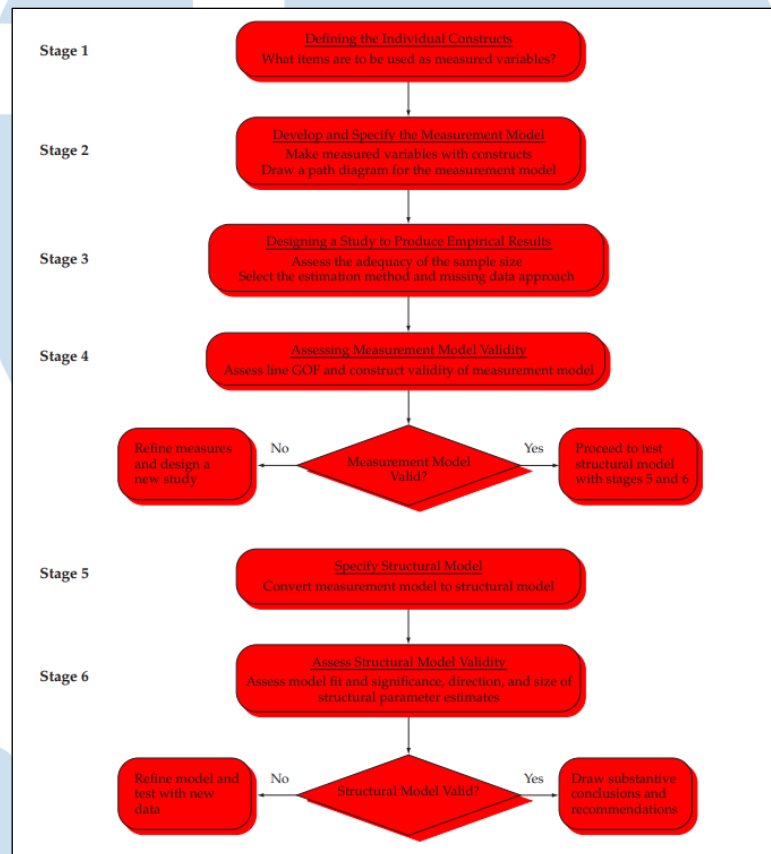 Stage 1
Defining the Individual Constructs
What items are to be used as measured variables?
Stage 2
Develop and Specify the Measurement Model
Make measured variables with constructs
Draw a path diagram for the measurement model
Stage 3
Designing a Study to Produce Empirical Results
Assess the adequacy of the sample size
Select the estimation method and missing data approach
Stage 4
Assessing Measurement Model Validity
Assess line GOF and construct validity of measurement model
Refine measures
and design a
new study
No
Measurement Model
Valid?
Yes
Proceed to test
structural model
with stages 5 and 6
Stage 5
Specify Structural Model
Convert measurement model to structural model
Stage 6
Assess Structural Model Validity
Assess model fit and significance, direction, and size of
structural parameter estimates
Refine model and
test with new
data
No
Structural Model Valid?
Yes
Draw substantive
conclusions and
recommendations